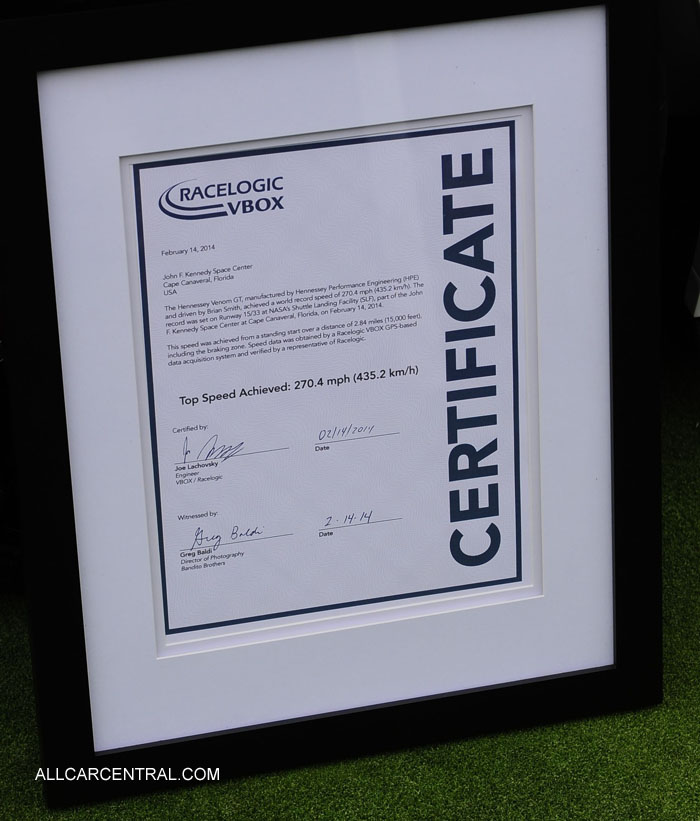 RACELOGIC
VBOX
CERTIFICATE
February 14, 2014
John F. Kennedy Space Center
Cape Canaveral, Florida
USA
The Hennessey Venom GT, manufactured by Hennessey Performance Engineering (HPE)
and driven by Brian Smith, achieved a world record speed of 270.4 mph (435.2 km/h). The
record was set on Runway 15/33 at NASA's Shuttle Landing Facility (SLF), part of the John
F. Kennedy Space Center at Cape Canaveral, Florida, on February 14, 2014.
This speed was achieved from a standing start over a distance of 2.84 miles (15,000 feet),
including the braking zone. Speed data was obtained by a Racelogic VBOX GPS-based
data acquisition system and verified by a representative of Racelogic.
Top Speed Achieved: 270.4 mph (435.2 km/h)
Certified by:
02/14/2014
Joe Lachovsky
Date
Engineer
VBOX / Racelogic
Witnessed by:
Greg Baldi
2-14-14
Greg Baldi
Date
Director of Photography
Bandito Brothers
ALLCARCENTRAL.COM